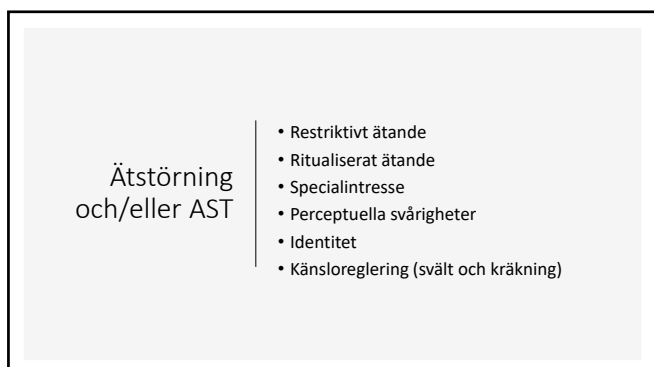 Ätstörning
och/eller AST
• Restriktivt ätande
• Ritualiserat ätande
• Specialintresse
• Perceptuella svårigheter
• Identitet
• Känsloreglering (svält och kräkning)